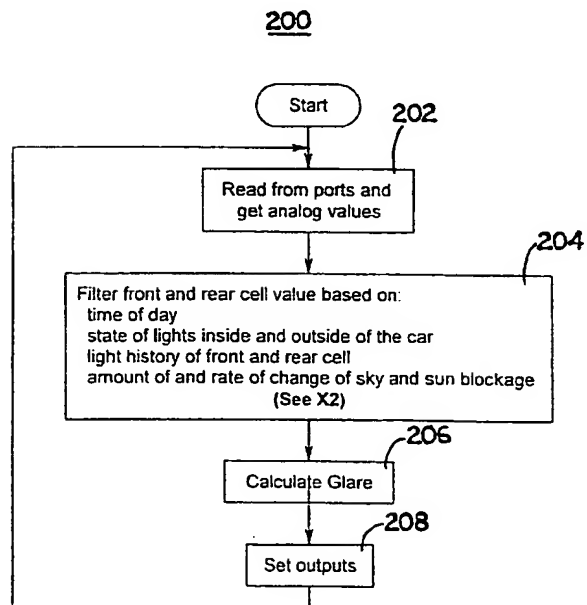 200
Start
202
Read from ports and
get analog values
204
Filter front and rear cell value based on:
time of day
state of lights inside and outside of the car
light history of front and rear cell
amount of and rate of change of sky and sun blockage
(See X2)
206
Calculate Glare
208
Set outputs